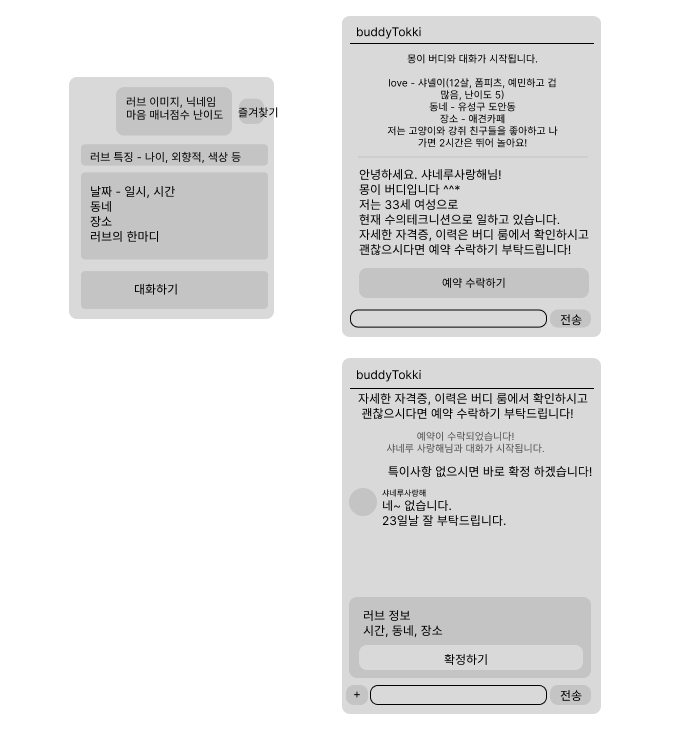 러브 이미지, 닉네임
마음 매너점수 난이도
즐겨찾기
러브 특징 - 나이, 외향적, 색상 등
날짜 - 일시, 시간
동네
장소
러브의 한마디
대화하기
buddyTokki
몽이 버디와 대화가 시작됩니다.
love - 샤넬이(12살, 폼피츠, 예민하고 겁
많음, 난이도 5)
동네 - 유성구 도안동
장소 - 애견카페
저는 고양이와 강쥐 친구들을 좋아하고 나
가면 2시간은 뛰어 놀아요!
안녕하세요. 샤네루사랑해님!
몽이 버디입니다 ^^*
저는 33세 여성으로
현재 수의테크니션으로 일하고 있습니다.
자세한 자격증, 이력은 버디 룸에서 확인하시고
괜찮으시다면 예약 수락하기 부탁드립니다!
예약 수락하기
전송
buddyTokki
자세한 자격증, 이력은 버디 룸에서 확인하시고
괜찮으시다면 예약 수락하기 부탁드립니다!
예약이 수락되었습니다!
샤네루 사랑해님과 대화가 시작됩니다.
특이사항 없으시면 바로 확정 하겠습니다!
샤네루사랑해
네~ 없습니다.
23일날 잘 부탁드립니다.
러브 정보
시간, 동네, 장소
확정하기
+
전송